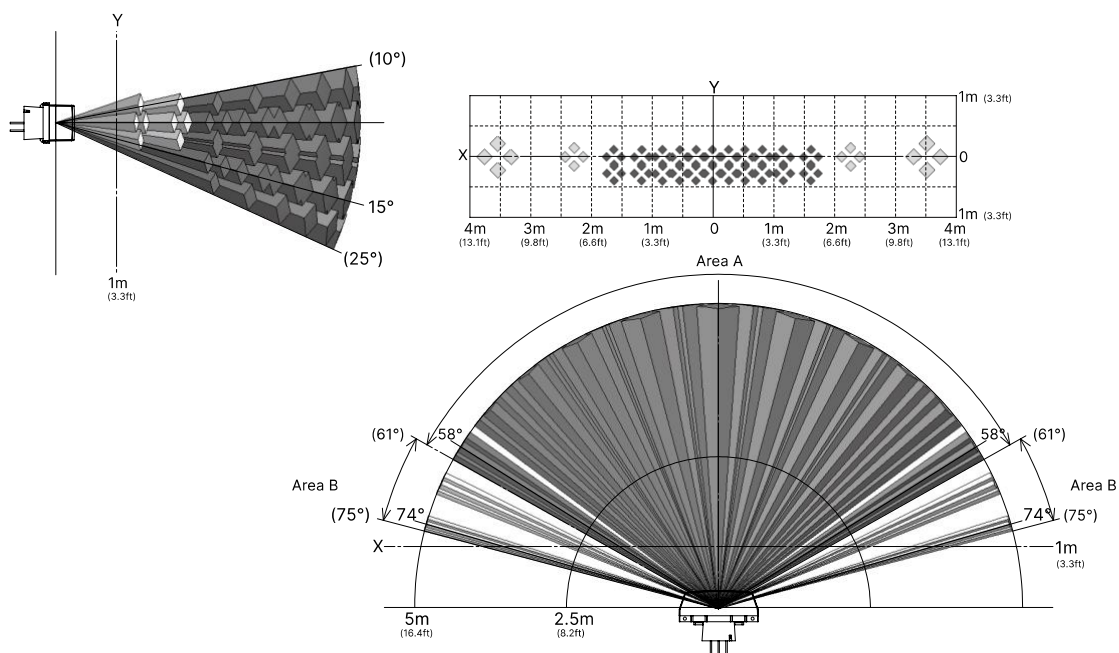 Y
(10°)
15°
(25°)
1m
(3.3ft)
Y
1m (3.3ft)
X
0
1m (3.3ft)
4m 3m 2m 1m 0 1m 2m 3m 4m
(13.1ft) (9.8ft) (6.6ft) (3.3ft) (3.3ft) (6.6ft) (9.8ft) (13.1ft)
Area A
(61°) 58° 58° (61°)
Area B Area B
(75°) 74° 74° (75°)
X 1m
(3.3ft)
5m 2.5m
(16.4ft) (8.2ft)